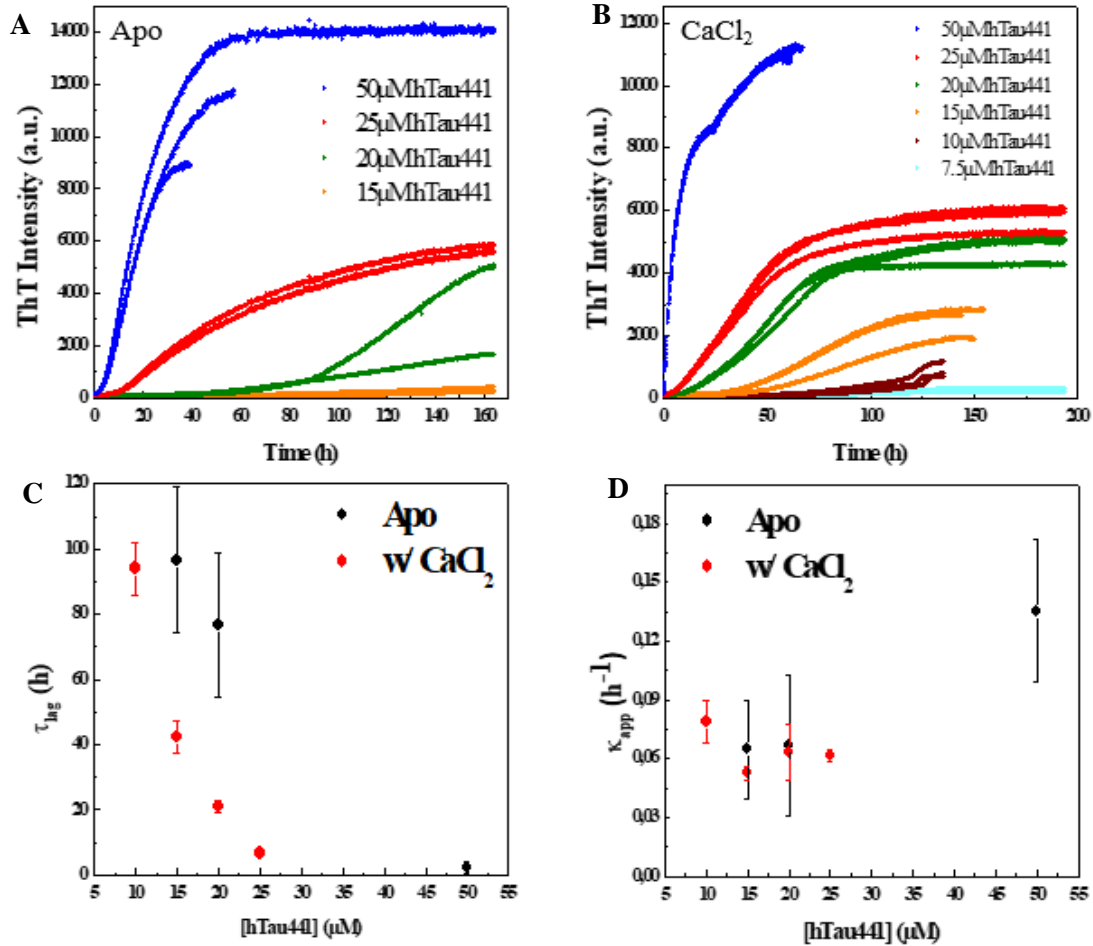 A
Apo
14000
12000
10000
8000
6000
4000
2000
0
ThT Intensity (a.u.)
50µMhTau441
25µMhTau441
20µMhTau441
15µMhTau441
0 20 40 60 80 100 120 140 160
Time (h)
B
CaCl2
12000
10000
8000
6000
4000
2000
0
ThT Intensity (a.u.)
50µMhTau441
25µMhTau441
20µMhTau441
15µMhTau441
10µMhTau441
7.5µMhTau441
0 50 100 150 200
Time (h)
C
120
100
80
60
40
20
0
τlag (h)
Apo
w/ CaCl2
5 10 15 20 25 30 35 40 45 50 55
[hTau441] (µM)
D
0,18
0,15
0,12
0,09
0,06
0,03
0,00
κapp (h⁻¹)
Apo
w/ CaCl2
5 10 15 20 25 30 35 40 45 50 55
[hTau441] (µM)